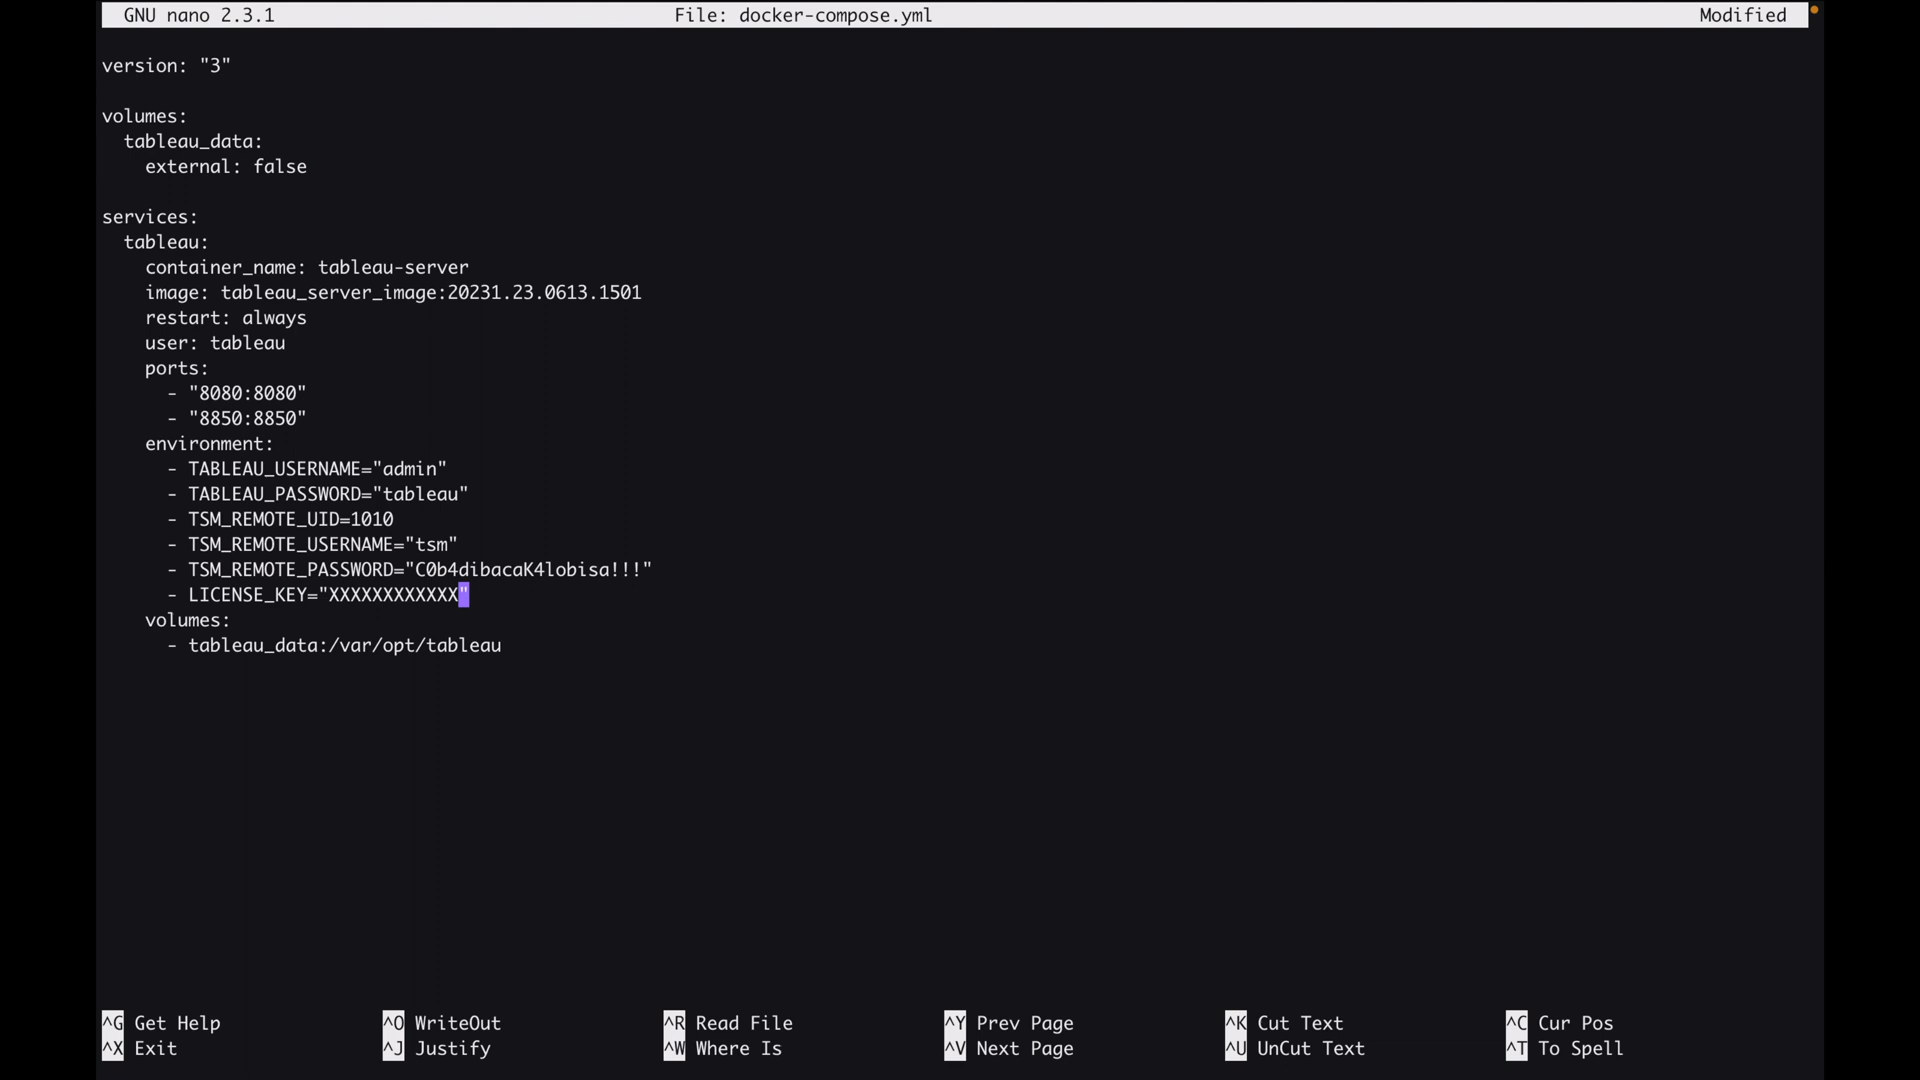 GNU nano 2.3.1 File: docker-compose.yml Modified
version: "3"
volumes:
  tableau_data:
    external: false
services:
  tableau:
    container_name: tableau-server
    image: tableau_server_image:20231.23.0613.1501
    restart: always
    user: tableau
    ports:
      - "8080:8080"
      - "8850:8850"
    environment:
      - TABLEAU_USERNAME="admin"
      - TABLEAU_PASSWORD="tableau"
      - TSM_REMOTE_UID=1010
      - TSM_REMOTE_USERNAME="tsm"
      - TSM_REMOTE_PASSWORD="C0b4dibacaK4lobisa!!!"
      - LICENSE_KEY="XXXXXXXXXXXX"
    volumes:
      - tableau_data:/var/opt/tableau
^G Get Help ^O WriteOut ^R Read File ^Y Prev Page ^K Cut Text ^C Cur Pos
^X Exit ^J Justify ^W Where Is ^V Next Page ^U UnCut Text ^T To Spell